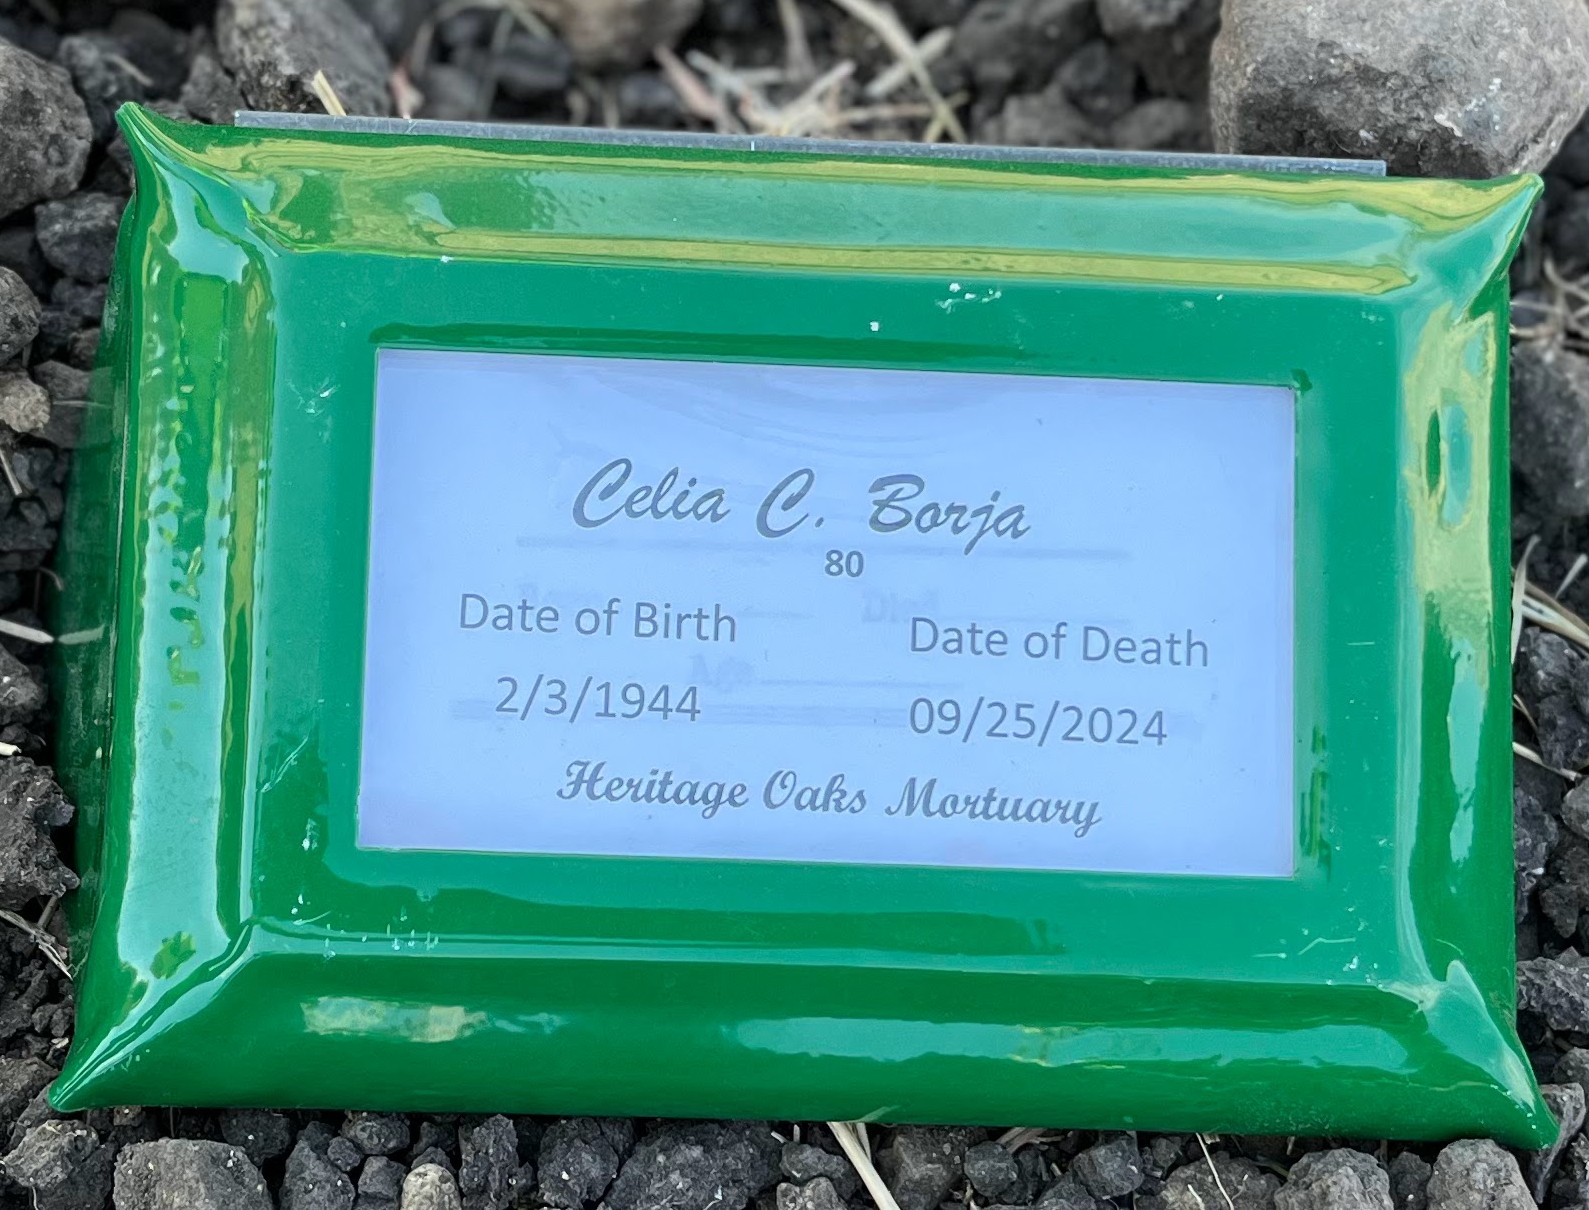 Celia C. Borja
80
Date of Birth Date of Death
2/3/1944 09/25/2024
Heritage Oaks Mortuary